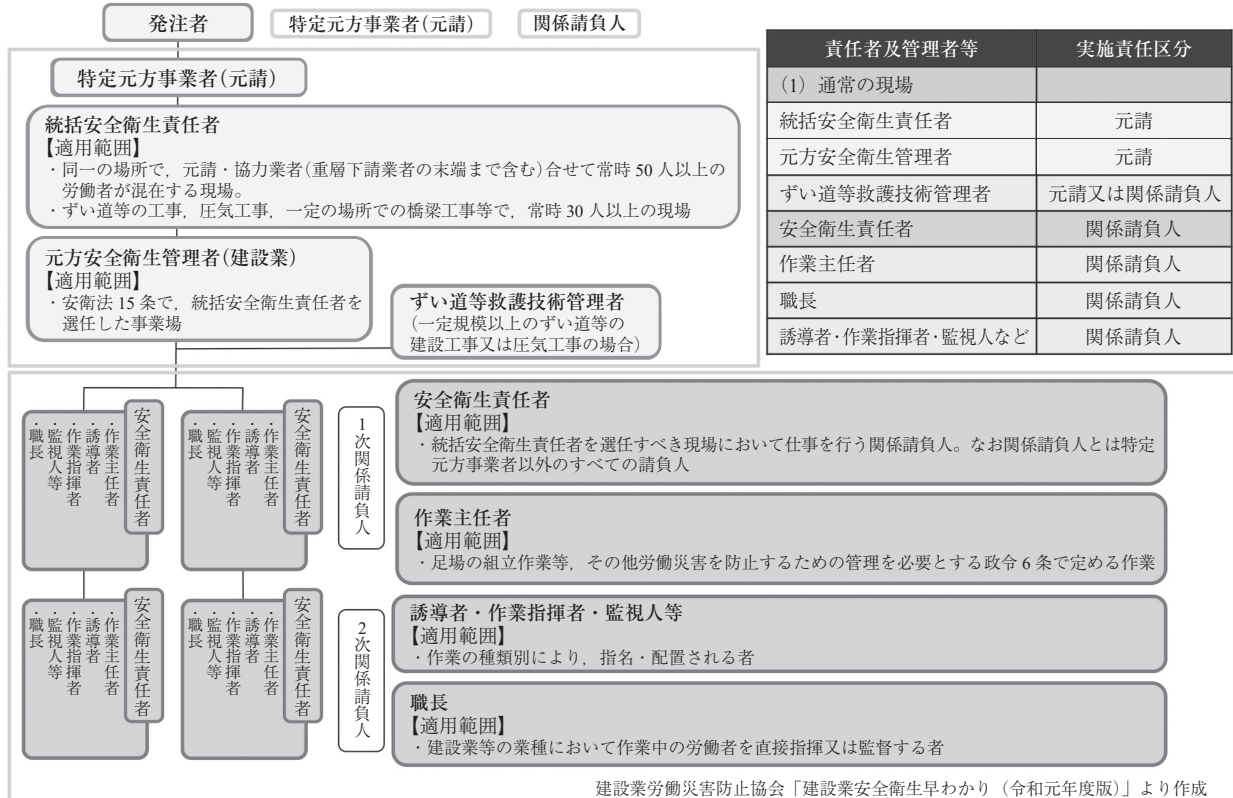 発注者
特定元方事業者(元請)
関係請負人
特定元方事業者(元請)
統括安全衛生責任者
【適用範囲】
・同一の場所で，元請・協力業者(重層下請業者の末端まで含む)合せて常時 50 人以上の
労働者が混在する現場。
・ずい道等の工事，圧気工事，一定の場所での橋梁工事等で，常時 30 人以上の現場
元方安全衛生管理者(建設業)
【適用範囲】
・安衛法 15 条で，統括安全衛生責任者を
選任した事業場
ずい道等救護技術管理者
(一定規模以上のずい道等の
建設工事又は圧気工事の場合)
責任者及管理者等 実施責任区分
(1) 通常の現場
統括安全衛生責任者 元請
元方安全衛生管理者 元請
ずい道等救護技術管理者 元請又は関係請負人
安全衛生責任者 関係請負人
作業主任者 関係請負人
職長 関係請負人
誘導者・作業指揮者・監視人など 関係請負人
安全衛生責任者
・作業主任者
・誘導者
・作業指揮者
・監視人等
・職長
安全衛生責任者
・作業主任者
・誘導者
・作業指揮者
・監視人等
・職長
1次関係請負人
安全衛生責任者
【適用範囲】
・統括安全衛生責任者を選任すべき現場において仕事を行う関係請負人。なお関係請負人とは特定
元方事業者以外のすべての請負人
作業主任者
【適用範囲】
・足場の組立作業等，その他労働災害を防止するための管理を必要とする政令 6 条で定める作業
安全衛生責任者
・作業主任者
・誘導者
・作業指揮者
・監視人等
・職長
安全衛生責任者
・作業主任者
・誘導者
・作業指揮者
・監視人等
・職長
2次関係請負人
誘導者・作業指揮者・監視人等
【適用範囲】
・作業の種類別により，指名・配置される者
職長
【適用範囲】
・建設業等の業種において作業中の労働者を直接指揮又は監督する者
建設業労働災害防止協会「建設業安全衛生早わかり（令和元年度版）」より作成